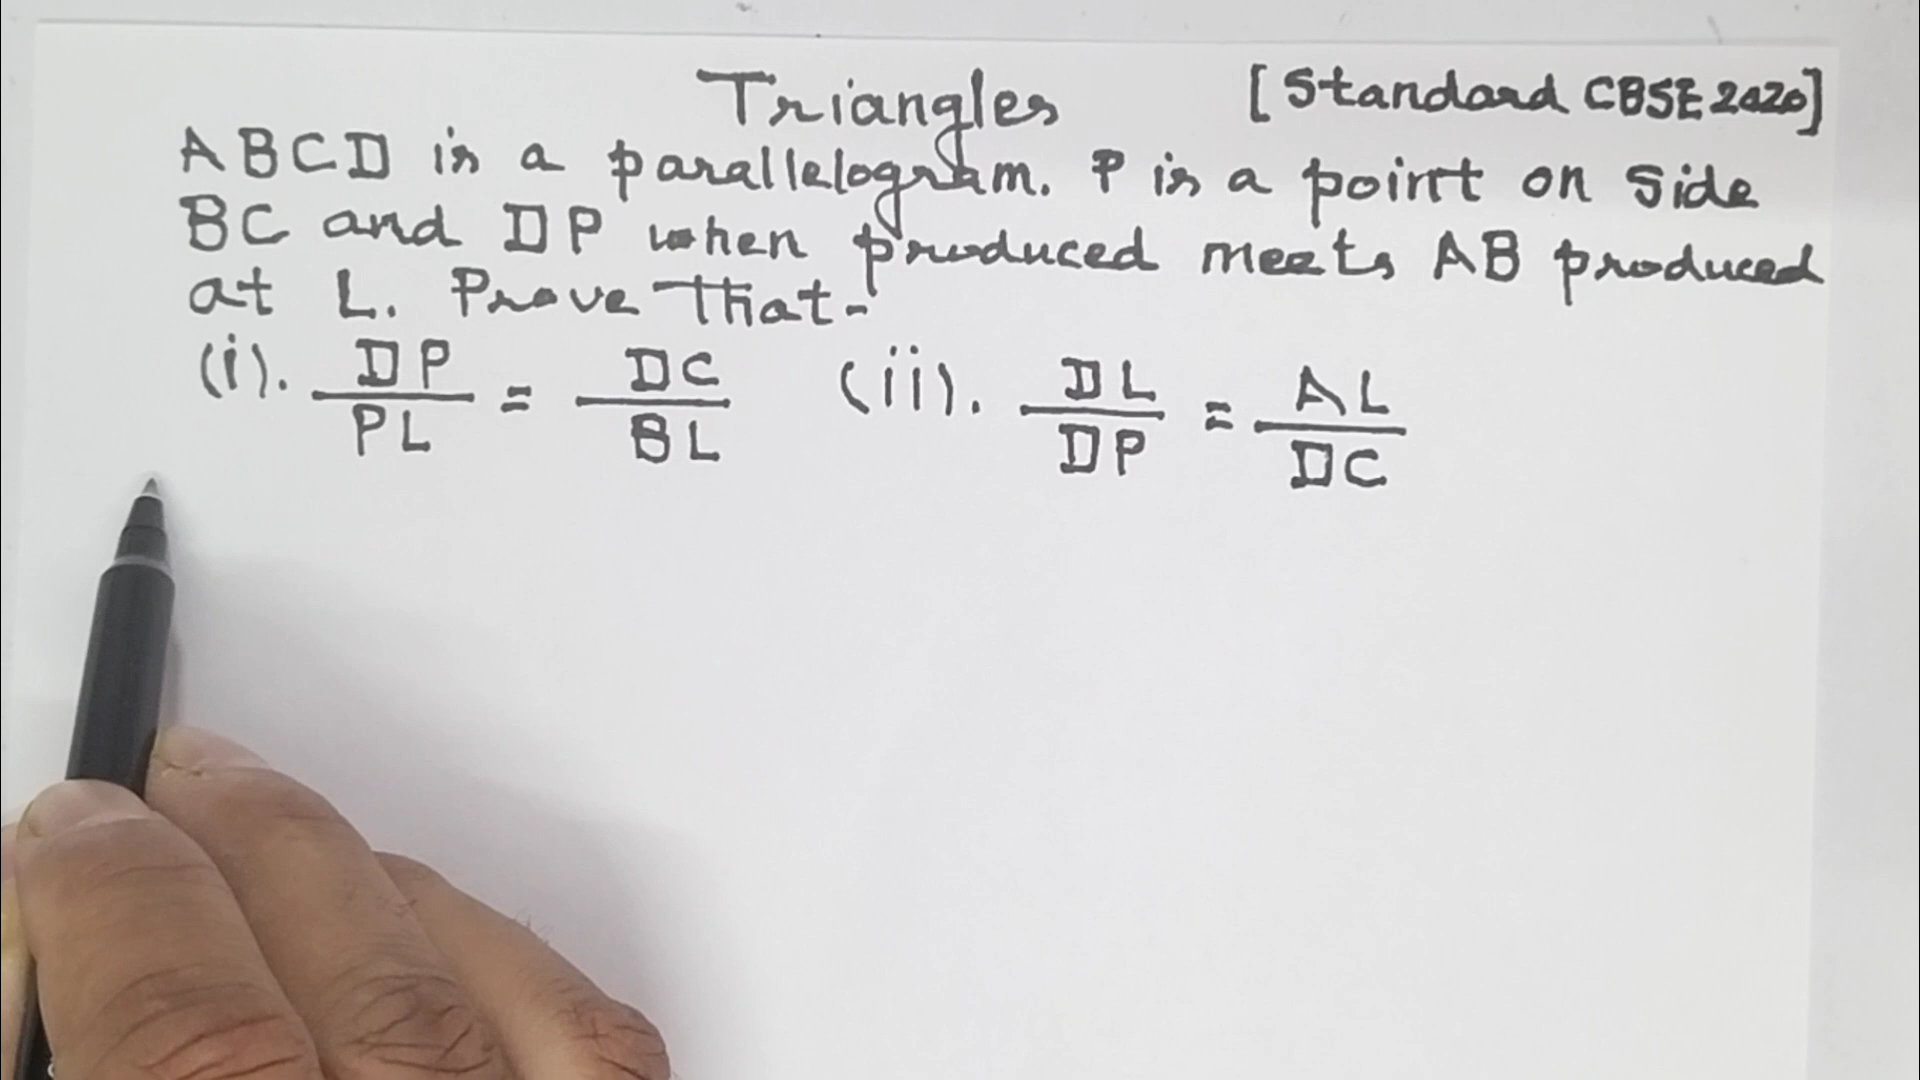 Triangles [Standard CBSE 2020]
ABCD is a parallelogram. P is a point on side
BC and DP when produced meets AB produced
at L. Prove That-
(i). DP/PL = DC/BL (ii). DL/DP = AL/DC